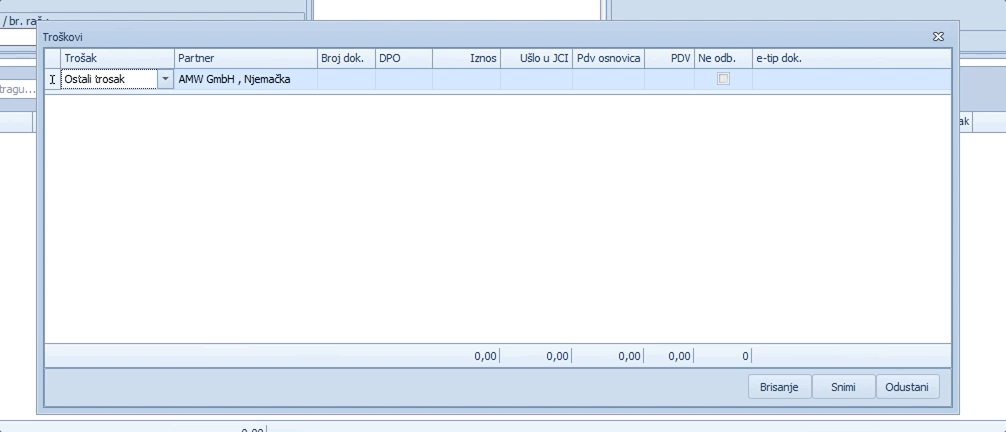 /br. rač
Troškovi
Trošak Partner Broj dok. DPO Iznos Ušlo u JCI Pdv osnovica PDV Ne odb. e-tip dok.
Ostali trosak AMW GmbH , Njemačka
tragu...
ak
0,00 0,00 0,00 0,00 0
Brisanje Snimi Odustani
0,00